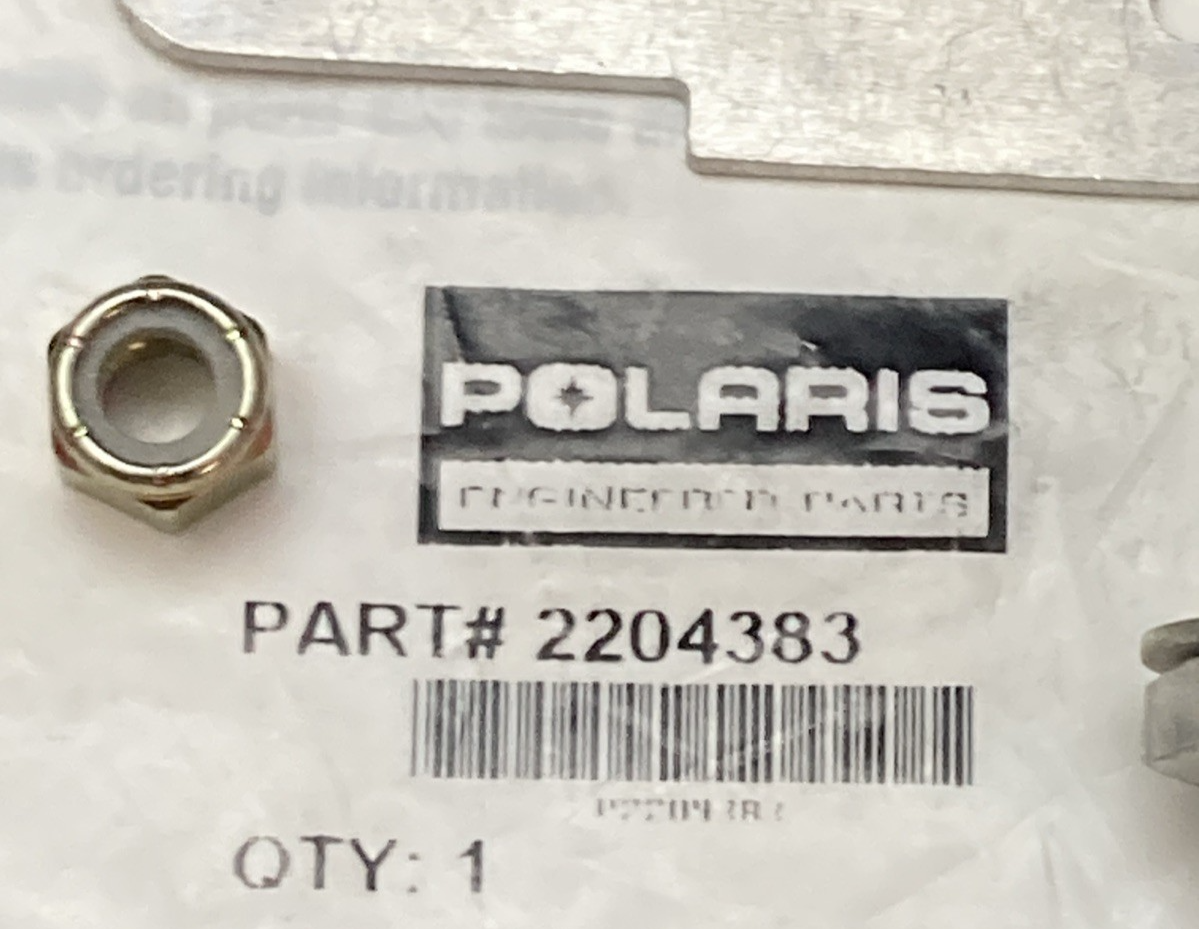 ordering information.
POLARIS
ENGINEERED PARTS
PART# 2204383
QTY: 1